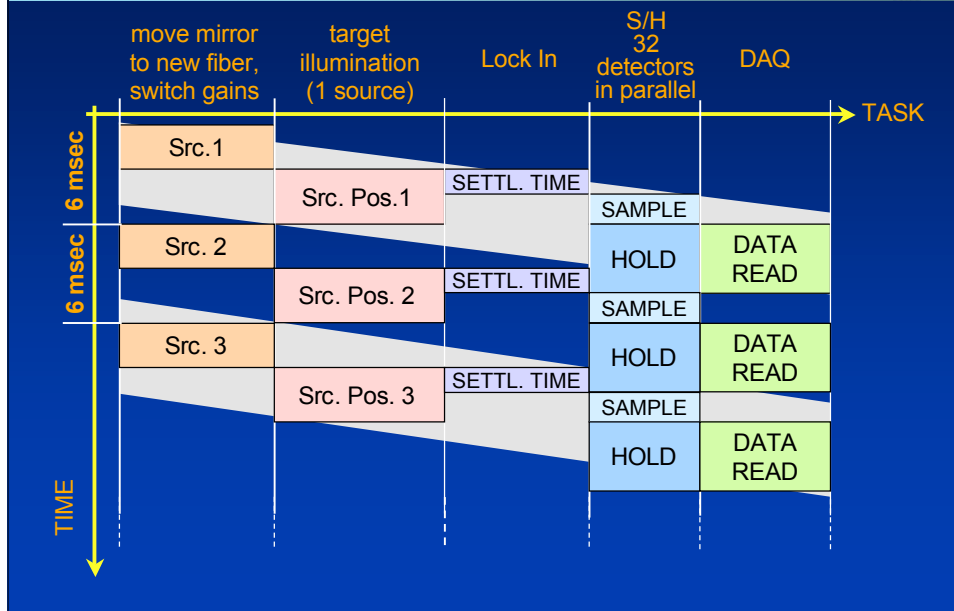 move mirror
to new fiber,
switch gains
target
illumination
(1 source)
Lock In
S/H
32
detectors
in parallel
DAQ
TASK
6 msec
Src.1
Src. Pos.1
SETTL. TIME
SAMPLE
6 msec
Src. 2
HOLD
DATA
READ
Src. Pos. 2
SETTL. TIME
SAMPLE
Src. 3
HOLD
DATA
READ
Src. Pos. 3
SETTL. TIME
SAMPLE
HOLD
DATA
READ
TIME